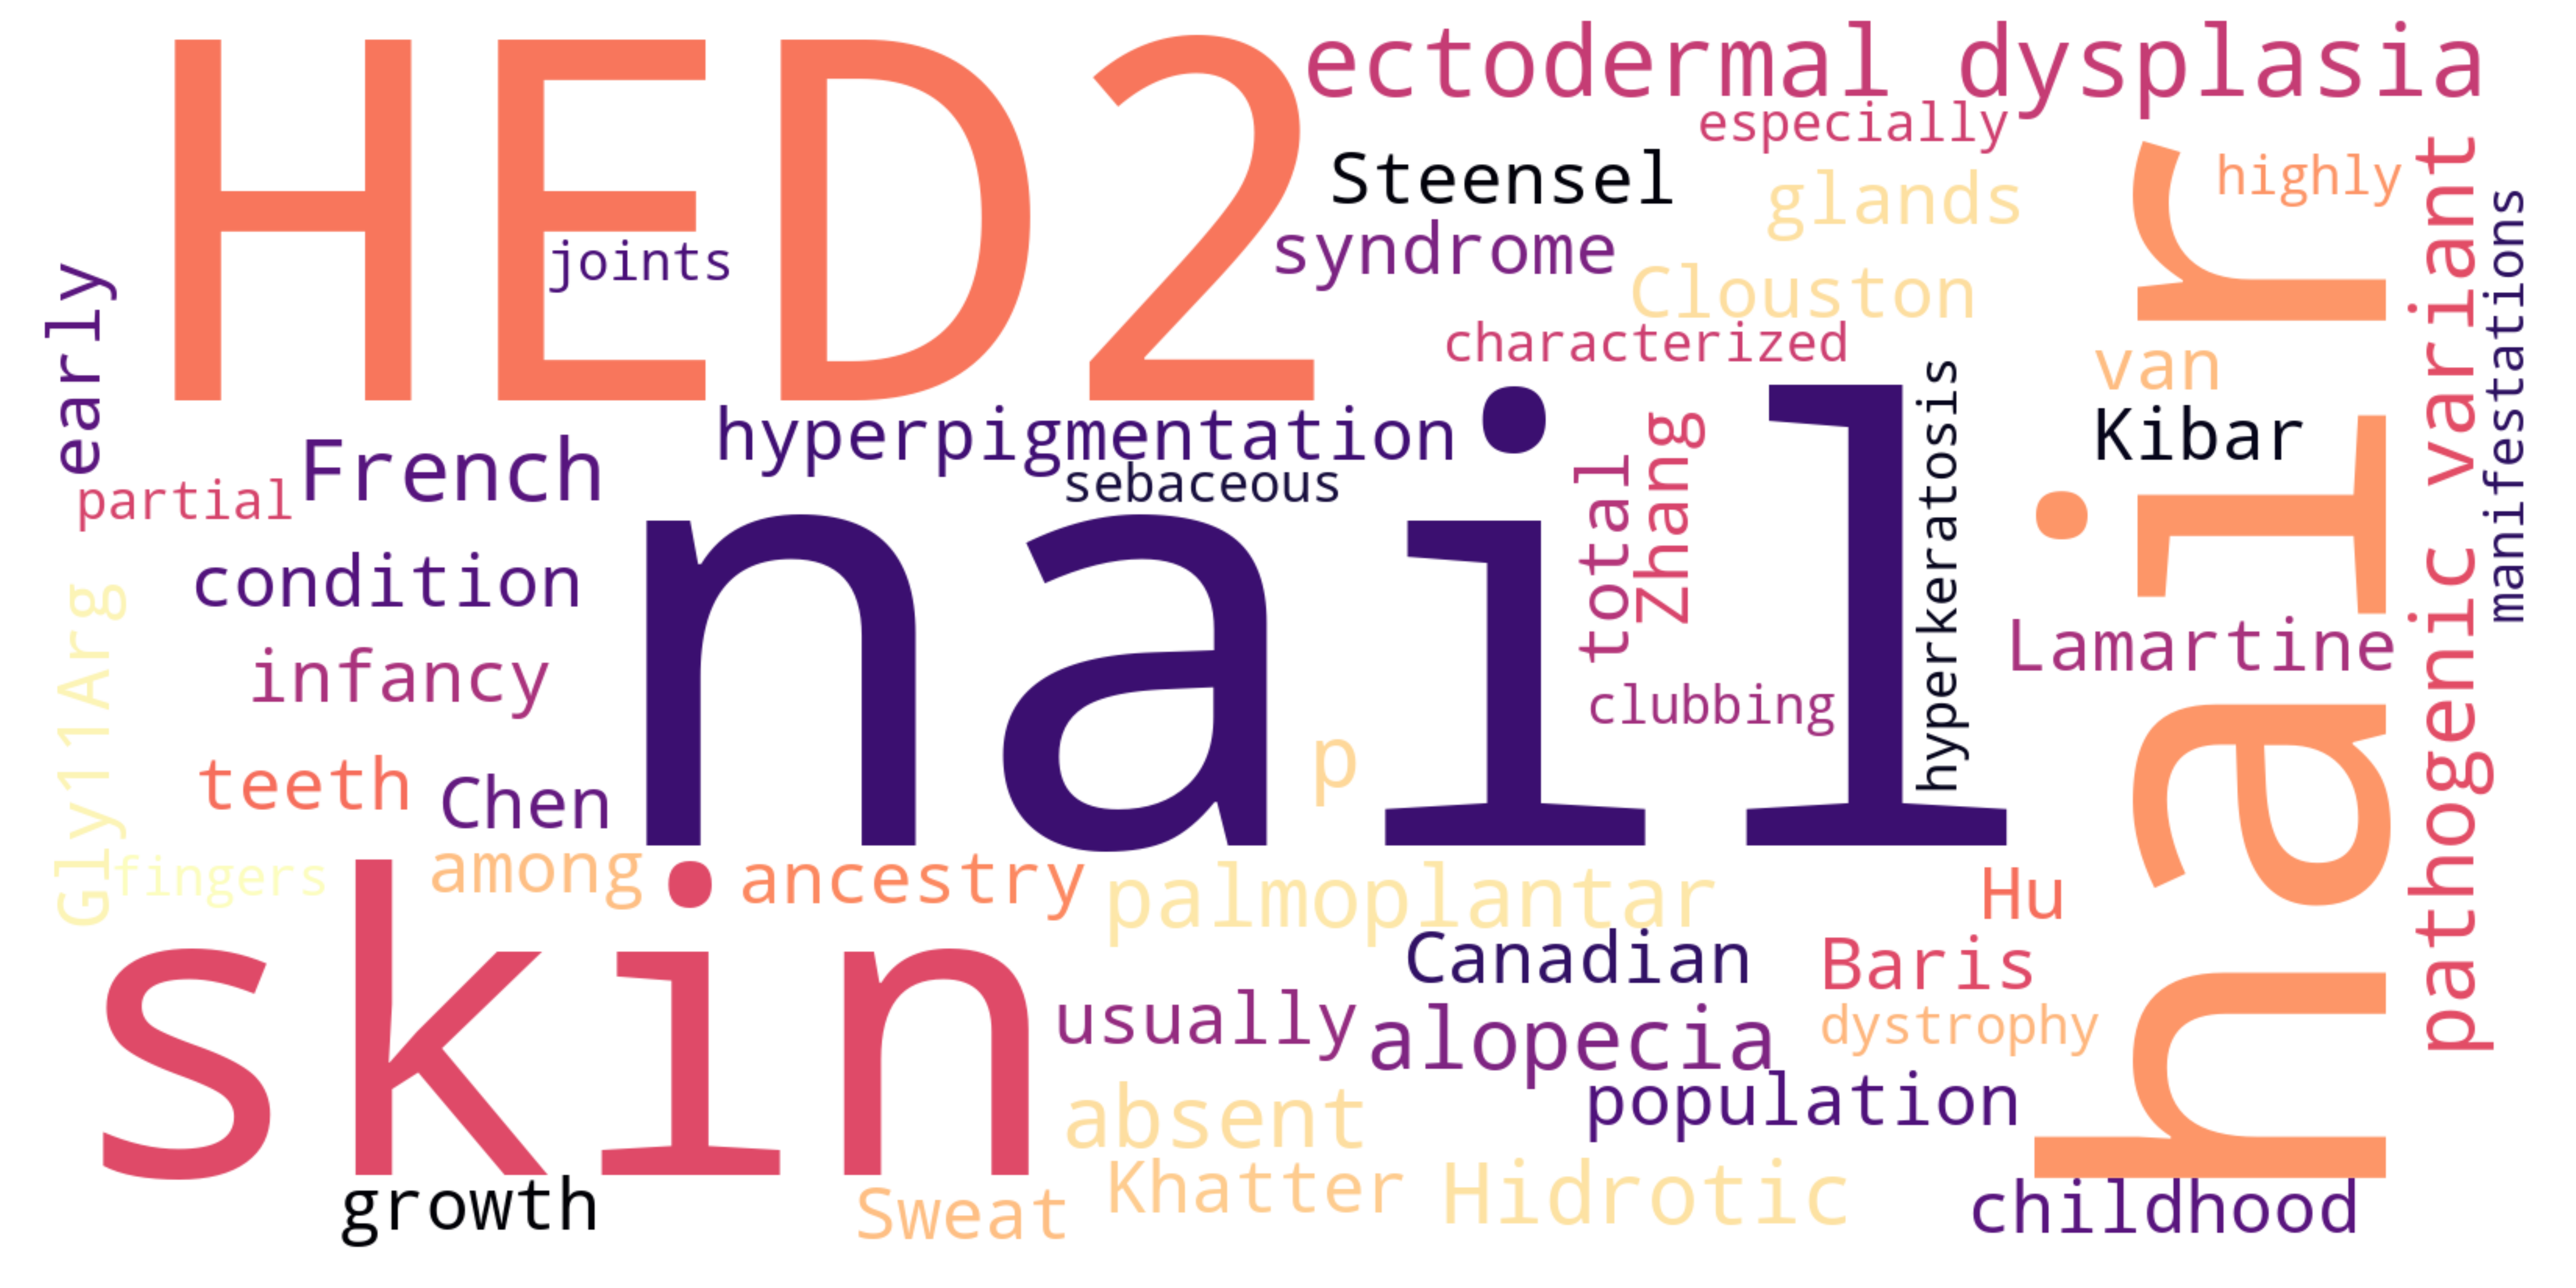 HED2
ectodermal dysplasia
especially
Steensel
glands
highly
syndrome
joints
Clouston
early
characterized
van
hair
pathogenic variant
manifestations
hyperpigmentation
Kibar
French
sebaceous
partial
nail
total
Zhang
hyperkeratosis
condition
Lamartine
infancy
clubbing
Gly11Arg
p
teeth
Chen
fingers
among
ancestry
palmoplantar
Hu
skin
Canadian
Baris
usually
alopecia
dystrophy
absent
population
growth
Sweat
Khatter
Hidrotic
childhood